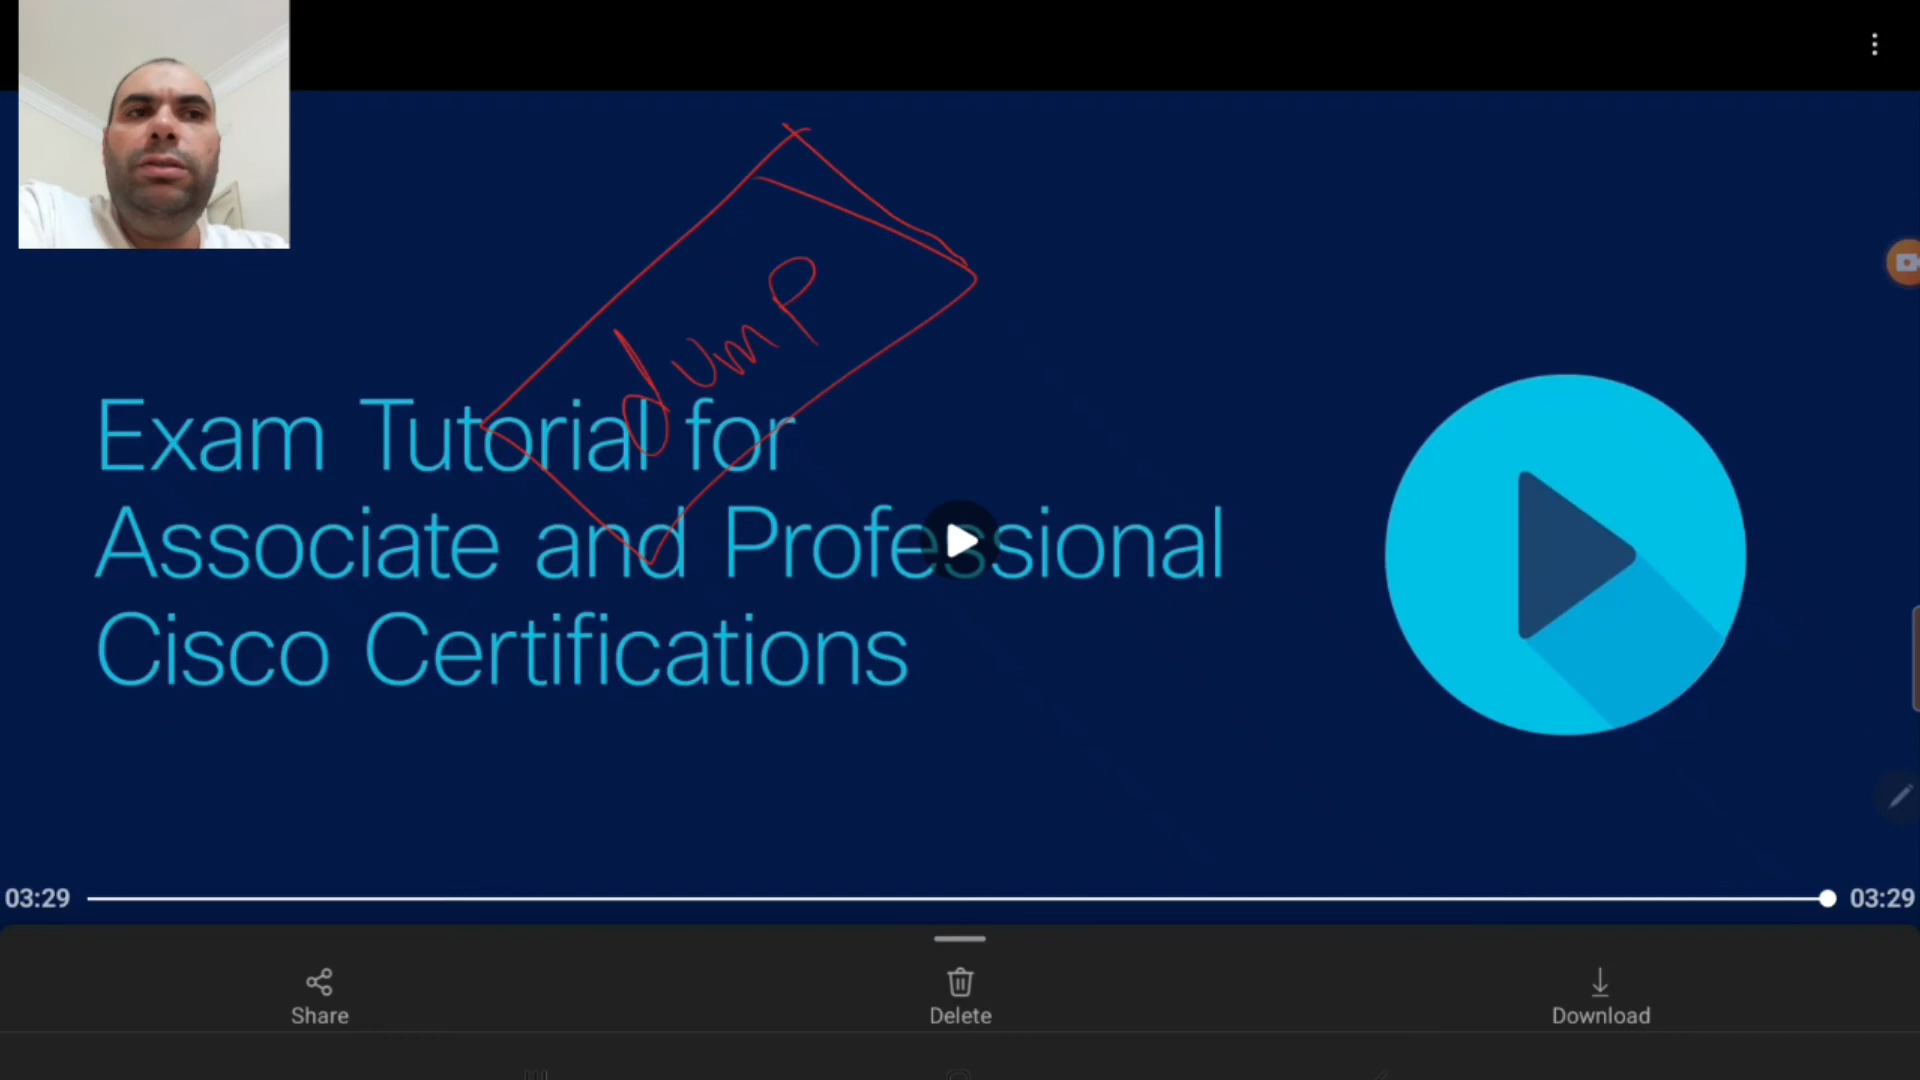 dumP
Exam Tutorial for
Associate and Professional
Cisco Certifications
03:29 03:29
Share Delete Download